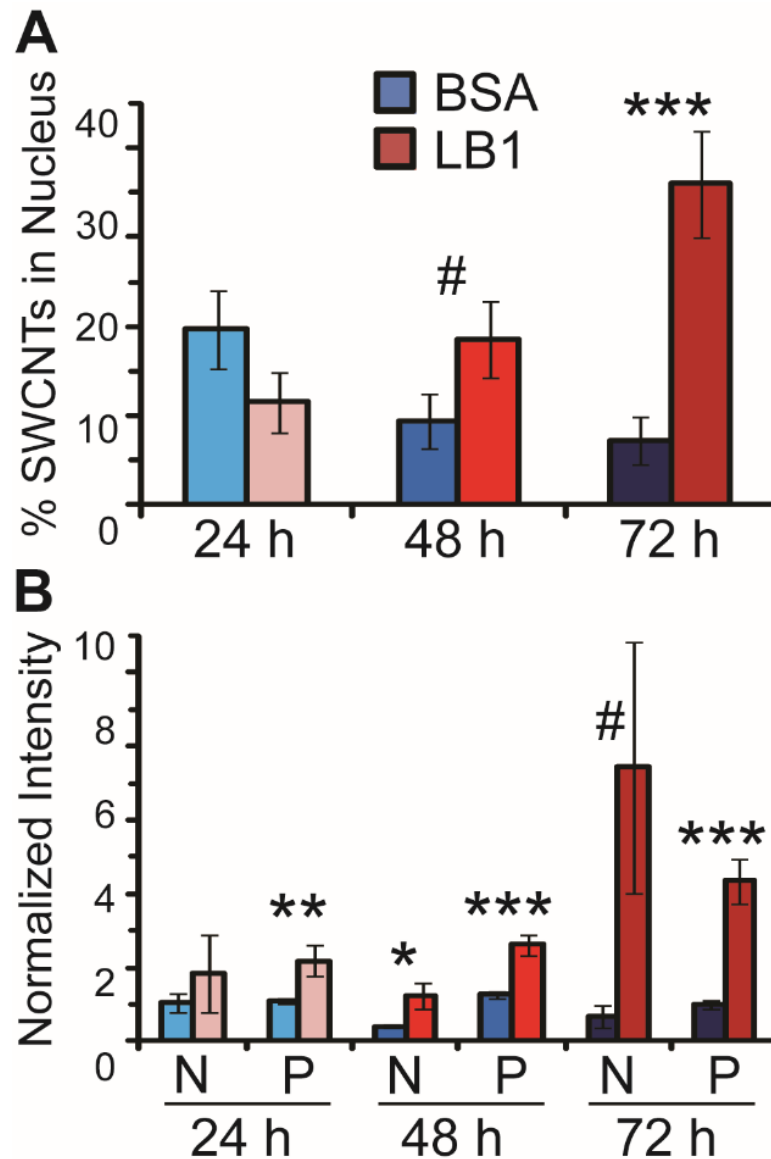 A
% SWCNTs in Nucleus
BSA
LB1
40
30
20
10
0
#
***
24 h
48 h
72 h
B
Normalized Intensity
10
8
6
4
2
0
**
*
***
#
***
N P N P N P
24 h 48 h 72 h